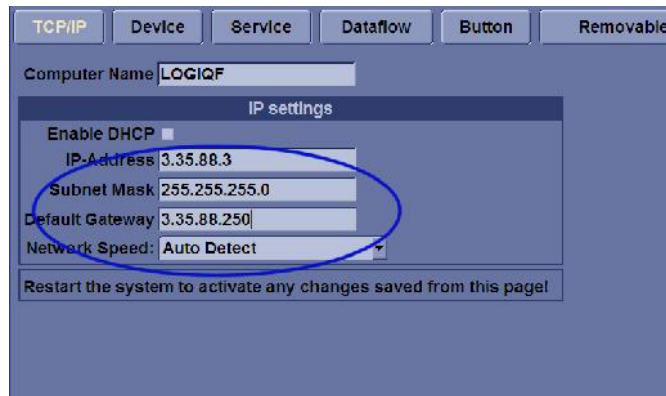 TCP/IP Device Service Dataflow Button Removable
Computer Name LOGIQF
IP settings
Enable DHCP
IP-Address 3.35.88.3
Subnet Mask 255.255.255.0
Default Gateway 3.35.88.250
Network Speed: Auto Detect
Restart the system to activate any changes saved from this page!